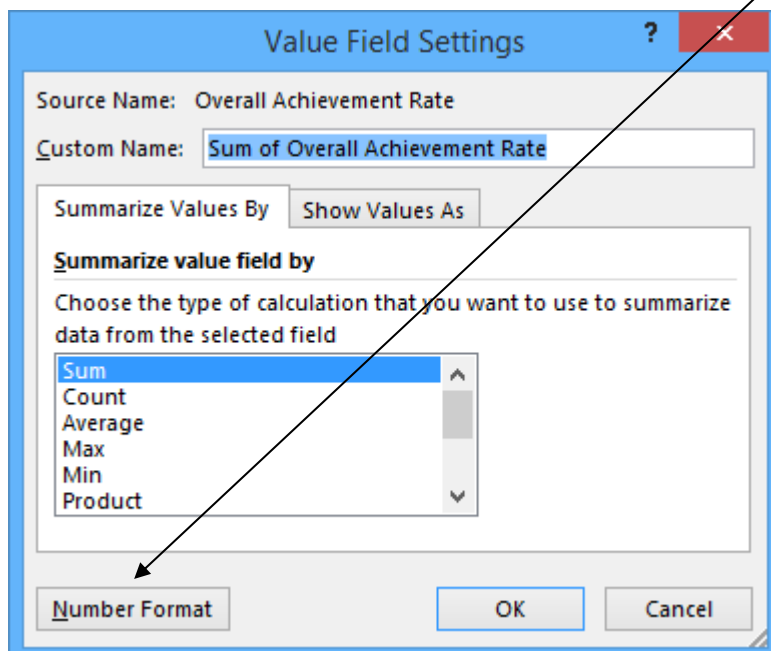 Value Field Settings
?
×
Source Name: Overall Achievement Rate
Custom Name: Sum of Overall Achievement Rate
Summarize Values By
Show Values As
Summarize value field by
Choose the type of calculation that you want to use to summarize
data from the selected field
Sum
Count
Average
Max
Min
Product
Number Format
OK
Cancel